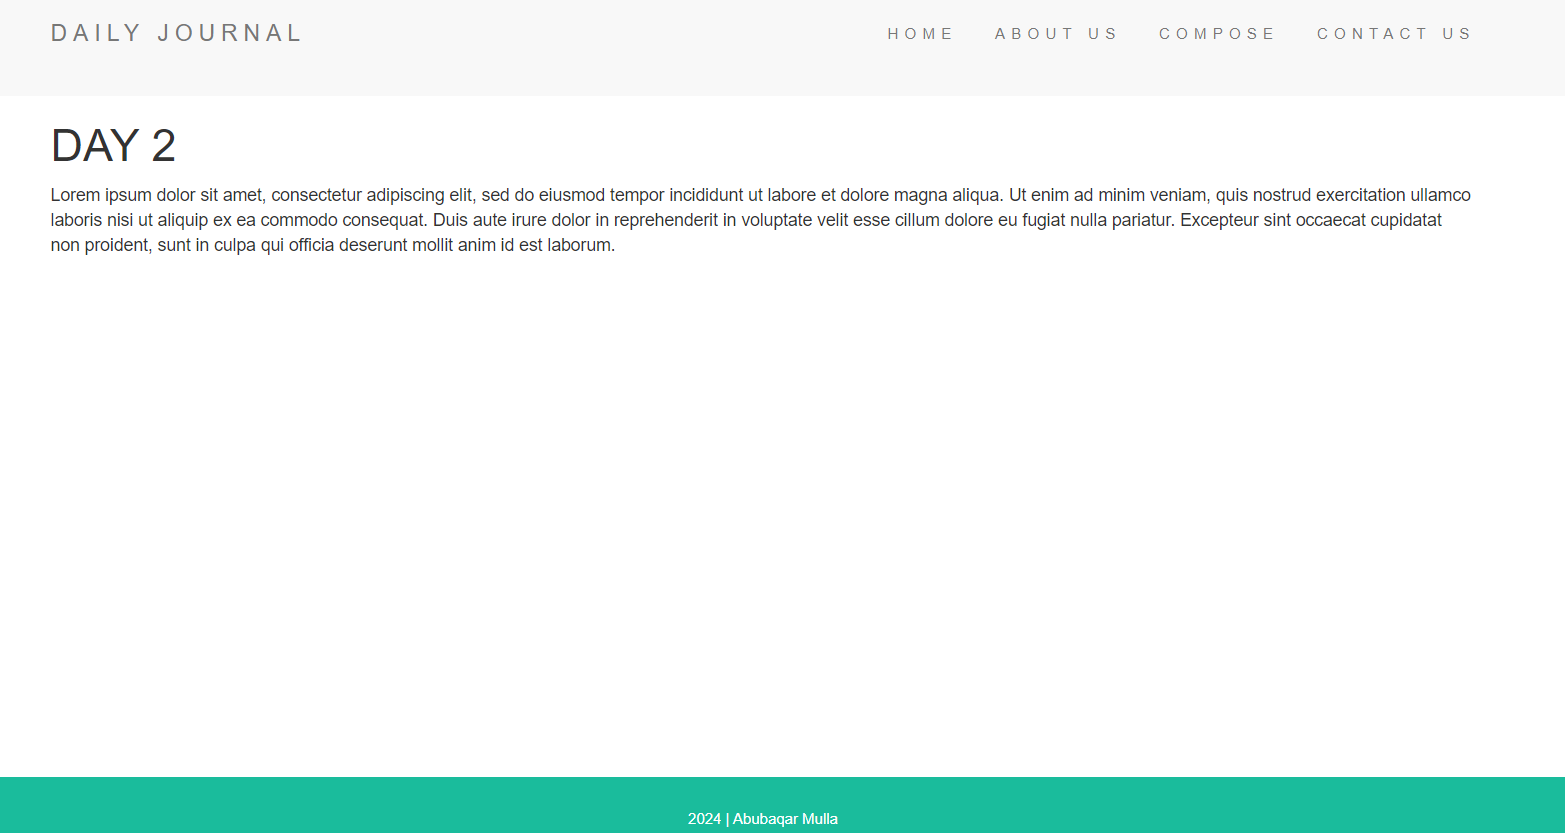 DAILY JOURNAL
HOME ABOUT US COMPOSE CONTACT US
DAY 2
Lorem ipsum dolor sit amet, consectetur adipiscing elit, sed do eiusmod tempor incididunt ut labore et dolore magna aliqua. Ut enim ad minim veniam, quis nostrud exercitation ullamco
laboris nisi ut aliquip ex ea commodo consequat. Duis aute irure dolor in reprehenderit in voluptate velit esse cillum dolore eu fugiat nulla pariatur. Excepteur sint occaecat cupidatat
non proident, sunt in culpa qui officia deserunt mollit anim id est laborum.
2024 | Abubaqar Mulla